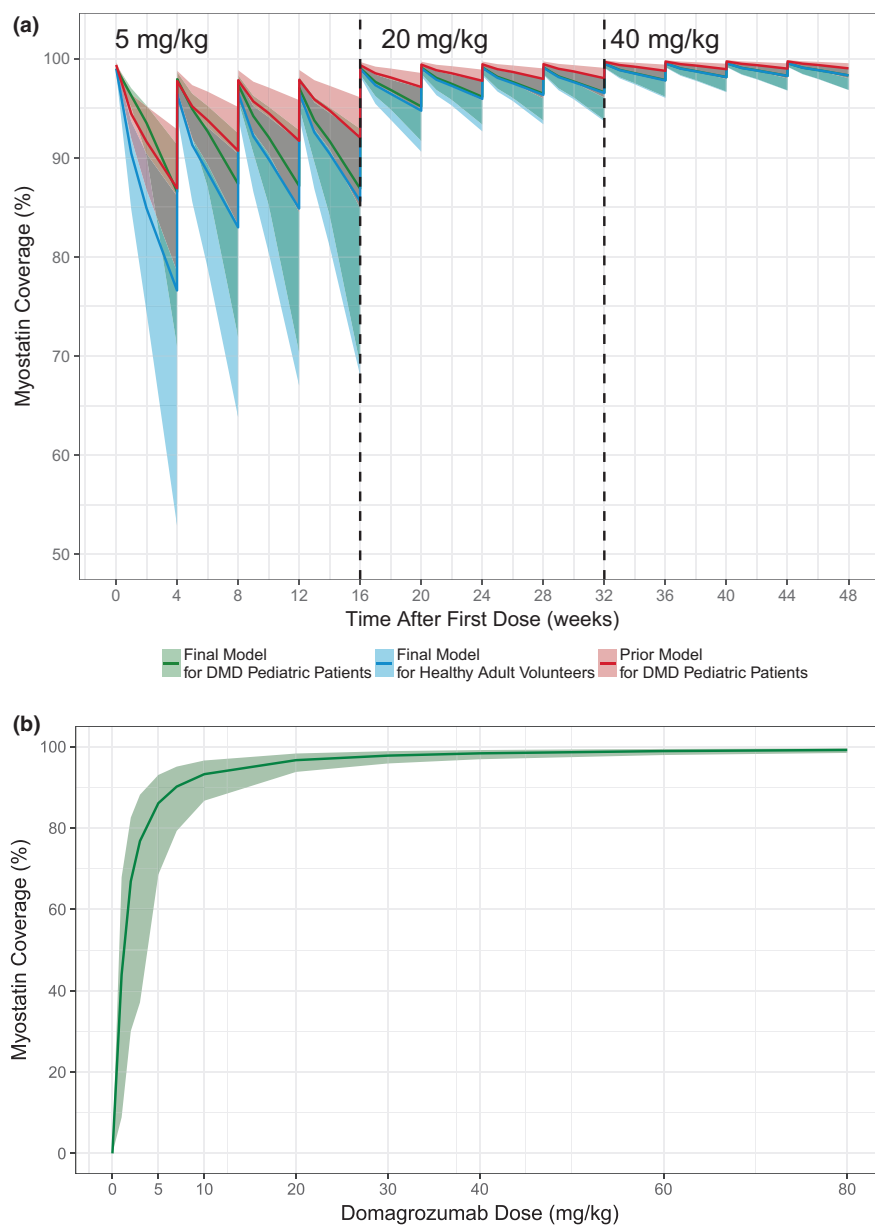 (a)
5 mg/kg 20 mg/kg 40 mg/kg
100
90
80
70
60
50
Myostatin Coverage (%)
0 4 8 12 16 20 24 28 32 36 40 44 48
Time After First Dose (weeks)
Final Model
for DMD Pediatric Patients
Final Model
for Healthy Adult Volunteers
Prior Model
for DMD Pediatric Patients
(b)
100
80
60
40
20
0
Myostatin Coverage (%)
0 5 10 20 30 40 60 80
Domagrozumab Dose (mg/kg)